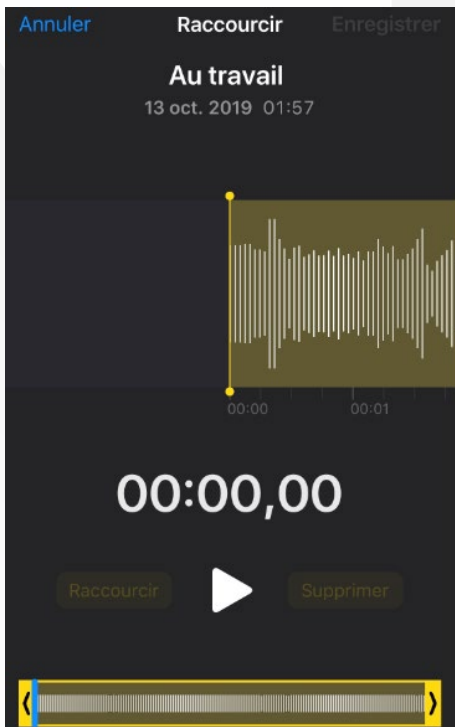 Annuler Raccourcir Enregistrer
Au travail
13 oct. 2019 01:57
00:00 00:01
00:00,00
Raccourcir Supprimer